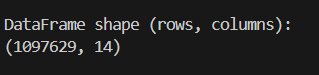 DataFrame shape (rows, columns):
(1097629, 14)